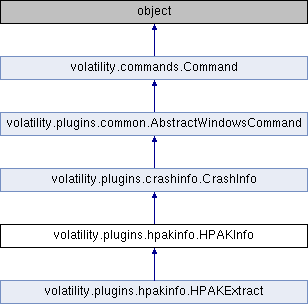 object
volatility.commands.Command
volatility.plugins.common.AbstractWindowsCommand
volatility.plugins.crashinfo.CrashInfo
volatility.plugins.hpakinfo.HPAKInfo
volatility.plugins.hpakinfo.HPAKExtract